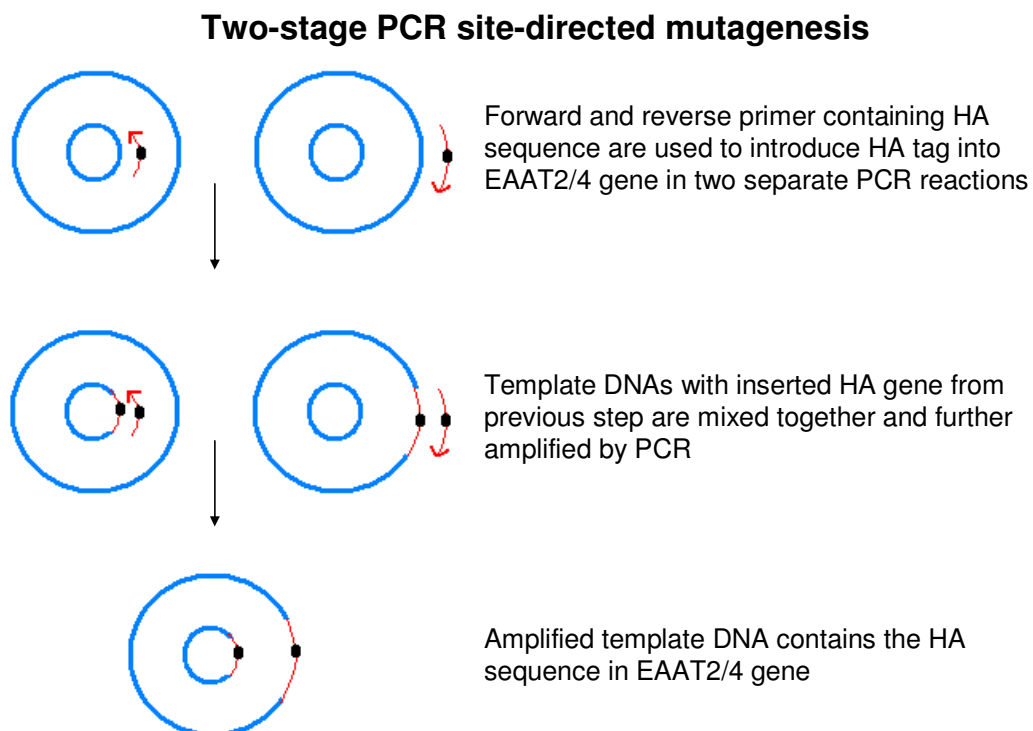 Two-stage PCR site-directed mutagenesis
Forward and reverse primer containing HA
sequence are used to introduce HA tag into
EAAT2/4 gene in two separate PCR reactions
Template DNAs with inserted HA gene from
previous step are mixed together and further
amplified by PCR
Amplified template DNA contains the HA
sequence in EAAT2/4 gene